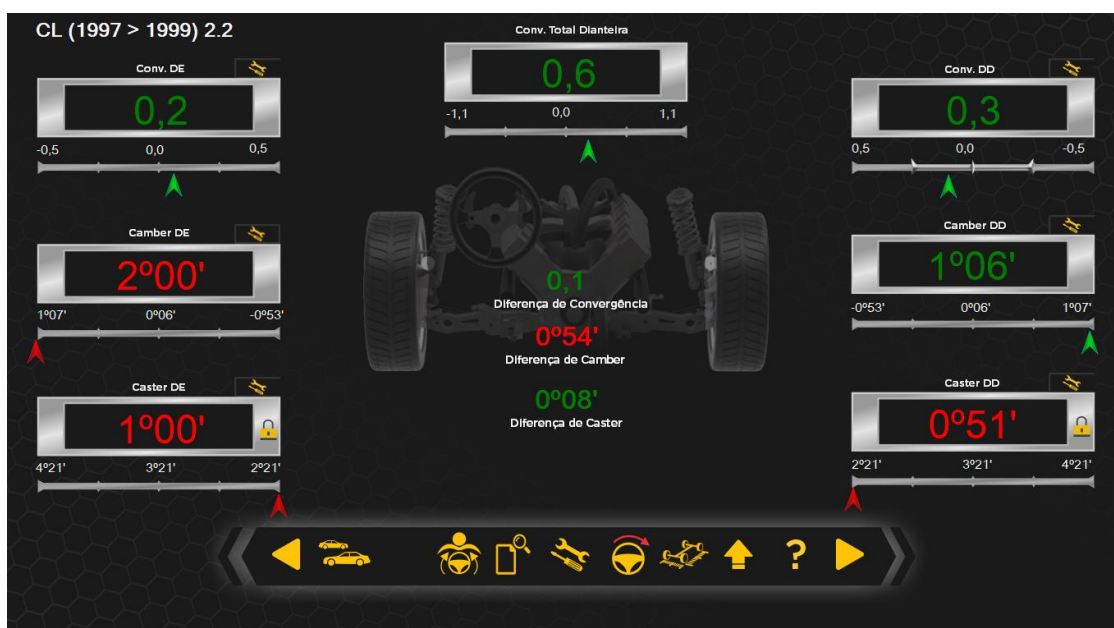 CL (1997 > 1999) 2.2
Conv. Total Dianteira
0,6
-1,1 0,0 1,1
Conv. DE
0,2
-0,5 0,0 0,5
Conv. DD
0,3
0,5 0,0 -0,5
Camber DE
2º00'
1º07' 0º06' -0º53'
Camber DD
1º06'
-0º53' 0º06' 1º07'
0,1
Diferença de Convergência
0º54'
Diferença de Camber
0º08'
Diferença de Caster
Caster DE
1º00'
4º21' 3º21' 2º21'
Caster DD
0º51'
2º21' 3º21' 4º21'
?